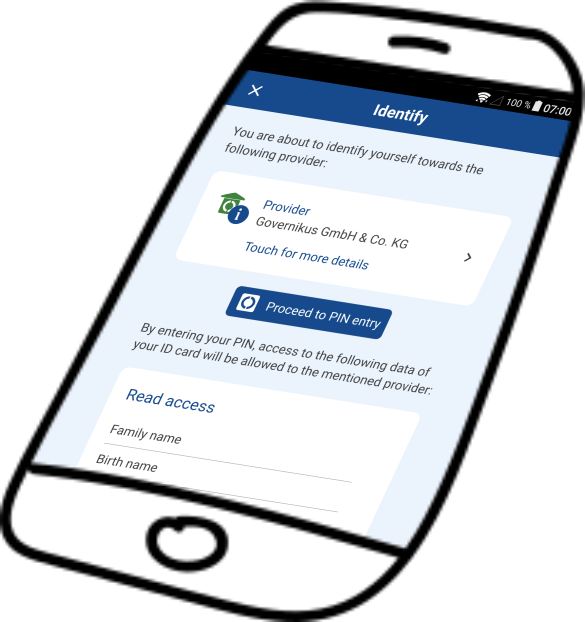 100 % 07:00
Identify
You are about to identify yourself towards the
following provider:
Provider
Governikus GmbH & Co. KG
Touch for more details
Proceed to PIN entry
By entering your PIN, access to the following data of
your ID card will be allowed to the mentioned provider:
Read access
Family name
Birth name